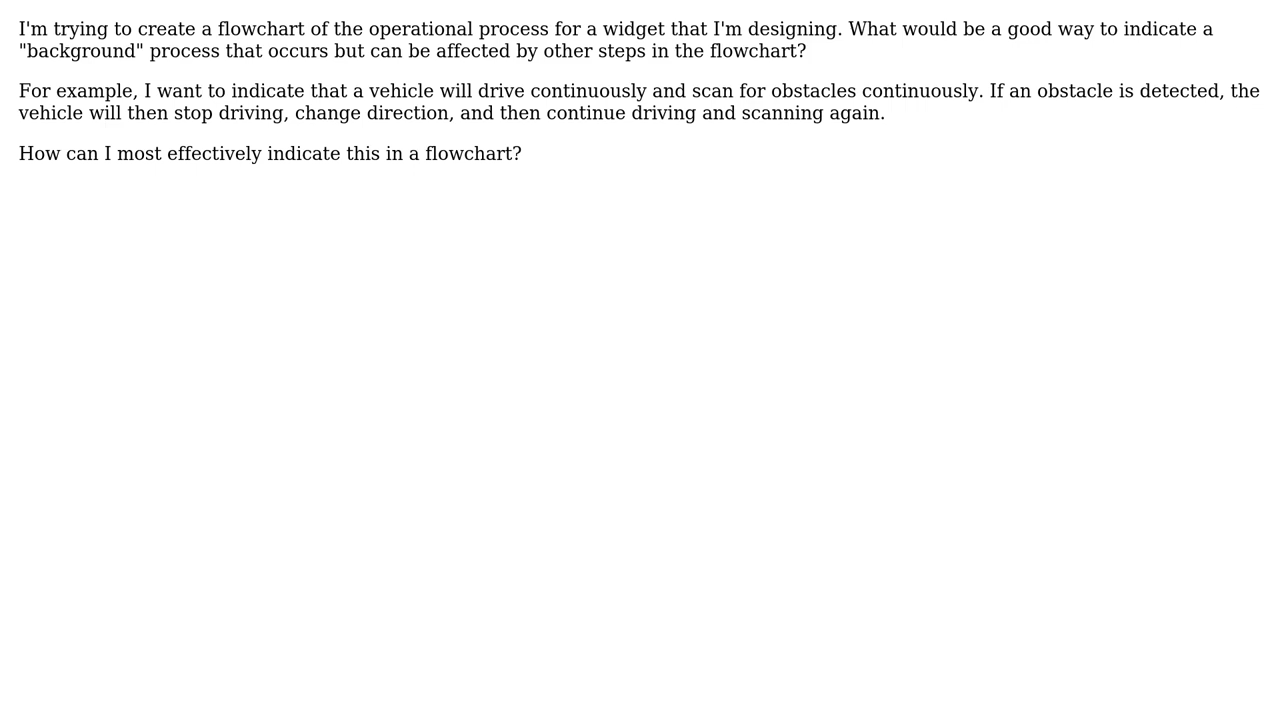 I'm trying to create a flowchart of the operational process for a widget that I'm designing. What would be a good way to indicate a
"background" process that occurs but can be affected by other steps in the flowchart?
For example, I want to indicate that a vehicle will drive continuously and scan for obstacles continuously. If an obstacle is detected, the
vehicle will then stop driving, change direction, and then continue driving and scanning again.
How can I most effectively indicate this in a flowchart?